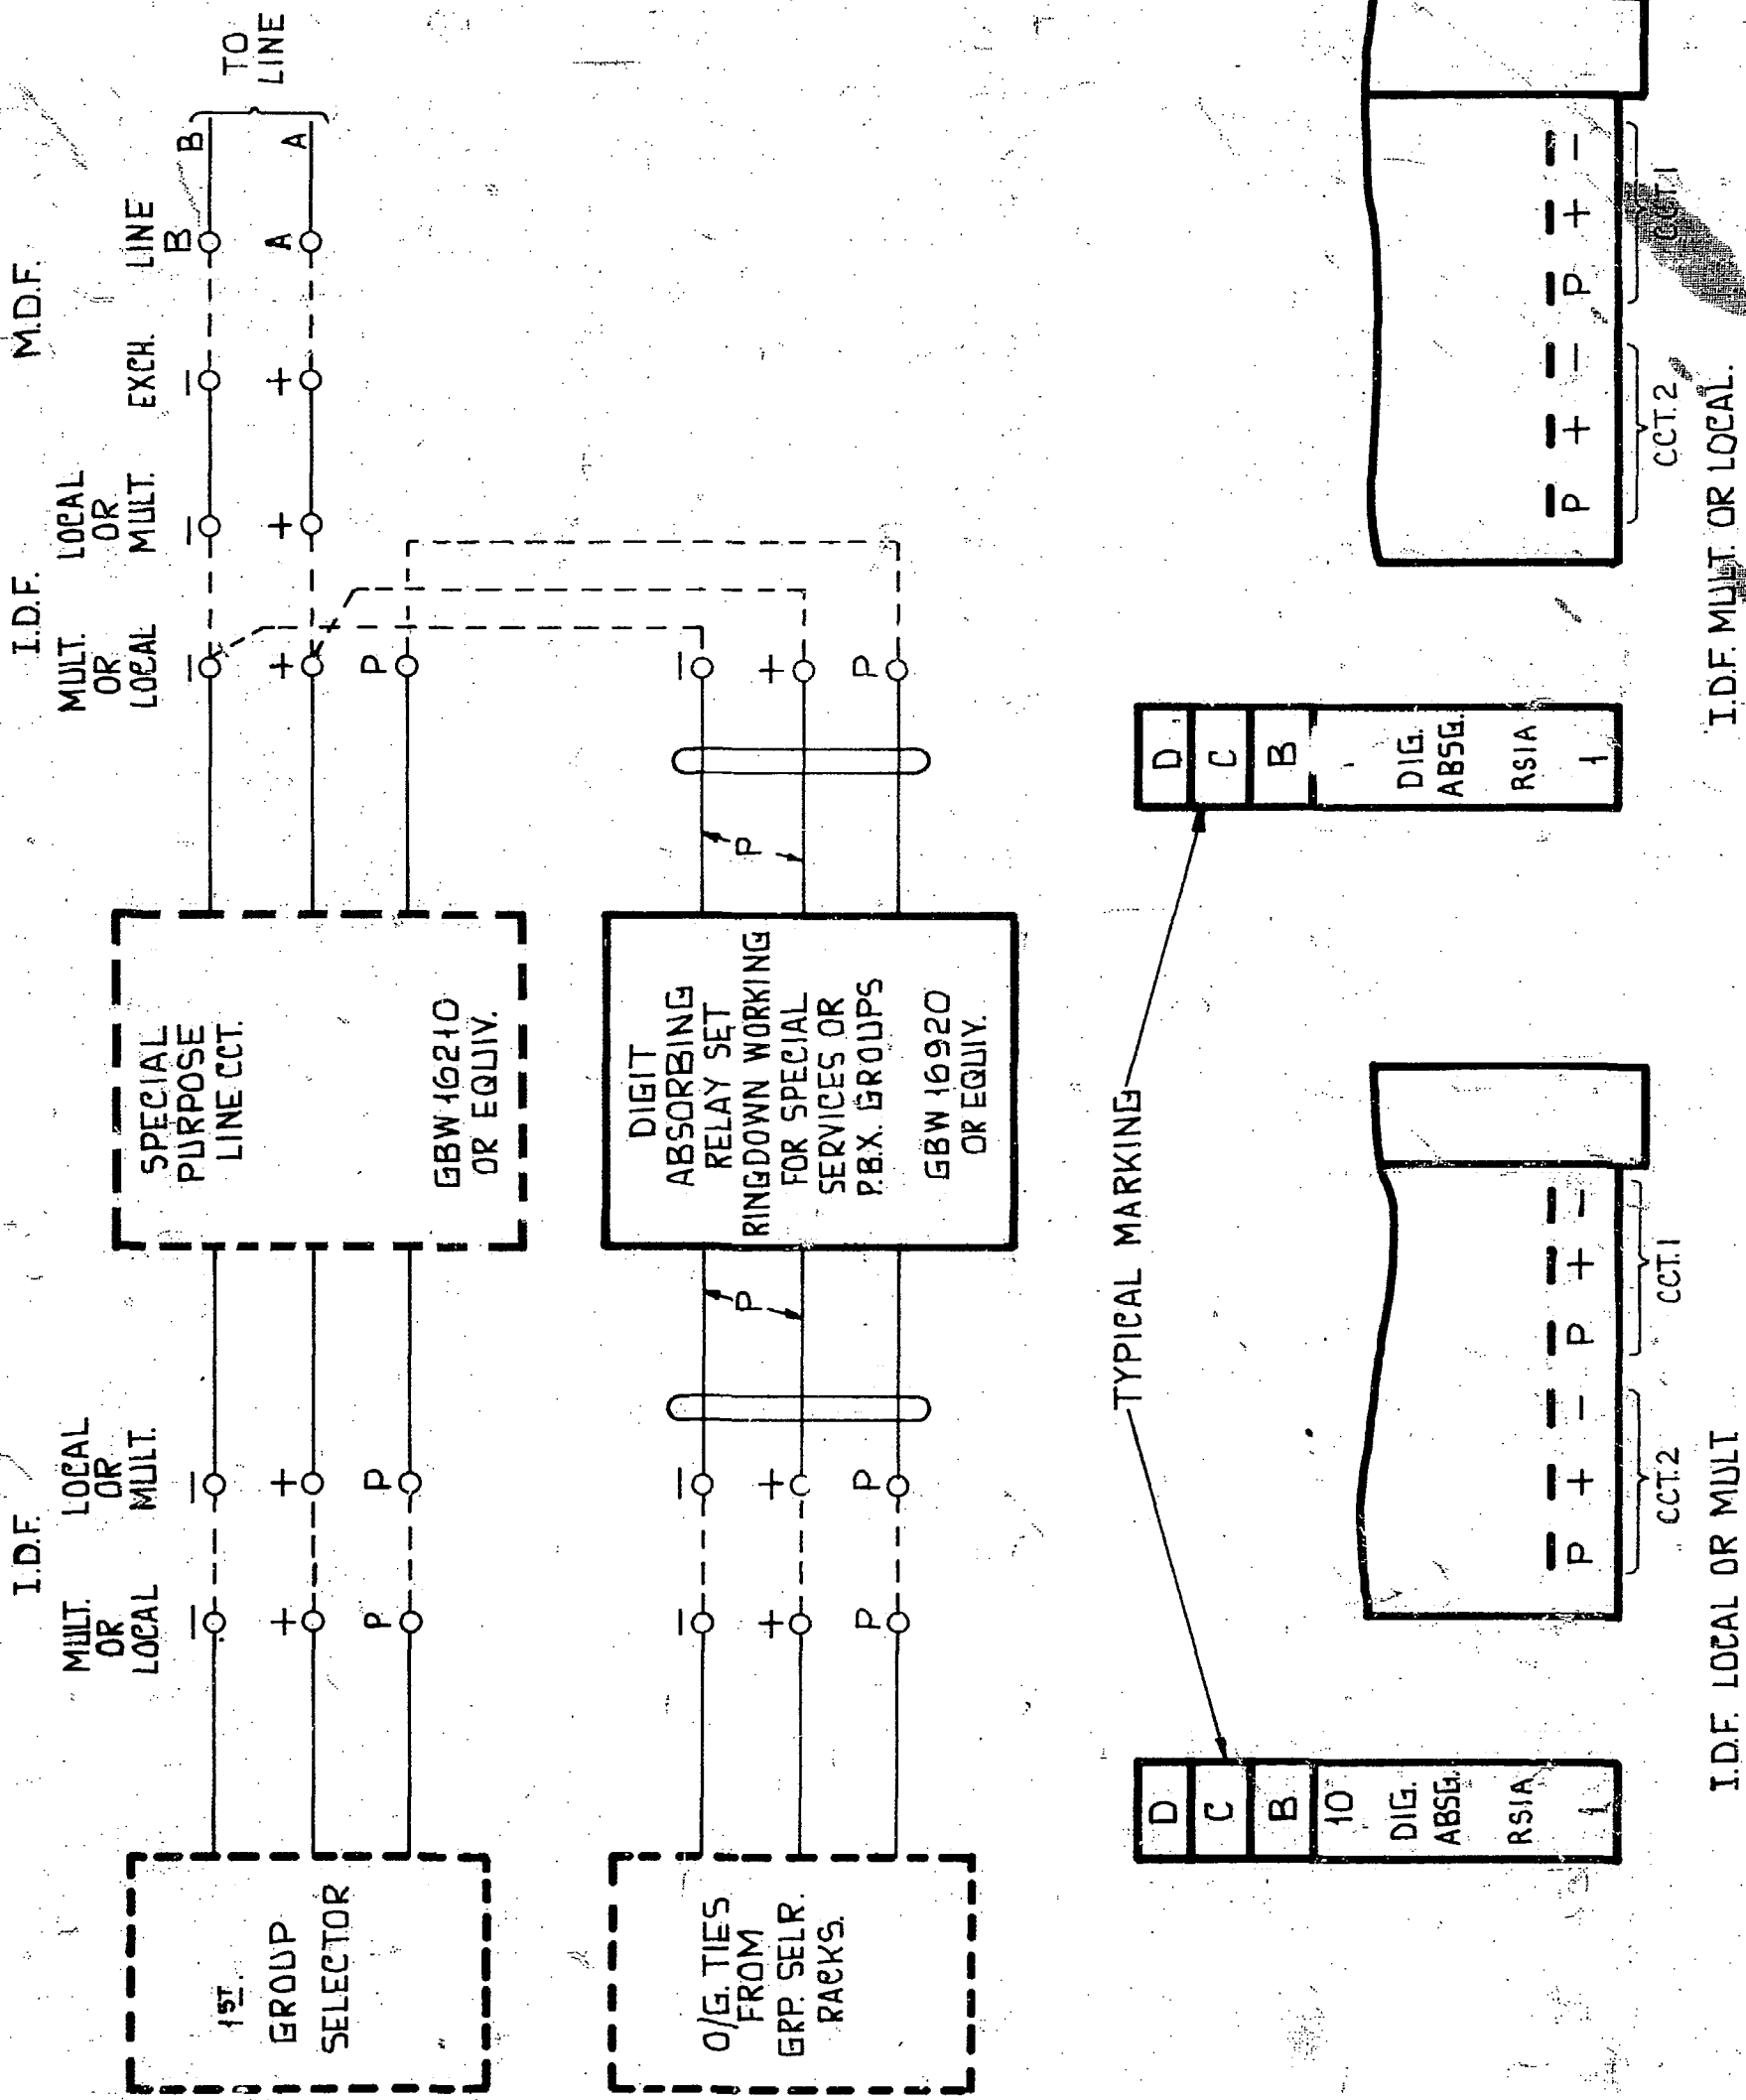 I.D.F.
MULT. OR LOCAL
LOCAL OR MULT.
I.D.F.
MULT. OR LOCAL
LOCAL OR MULT.
M.D.F.
EXCH.
LINE
1ST.
GROUP
SELECTOR
− − − − − B B
+ + + + + A A
P P P
TO
LINE
SPECIAL
PURPOSE
LINE CCT.
GBW 16210
OR EQUIV.
O/G. TIES
FROM
GRP. SELR.
RACKS.
− − −
+ + +
P P P
P
P
DIGIT
ABSORBING
RELAY SET
RINGDOWN WORKING
FOR SPECIAL
SERVICES OR
P.B.X. GROUPS
GBW 16920
OR EQUIV.
TYPICAL MARKING
D
C
B
10
DIG.
ABSG.
RSIA
1
P + − P + −
CCT.2 CCT.1
I.D.F. LOCAL OR MULT
D
C
B
DIG.
ABSG.
RSIA
1
P + − P + −
CCT.2 CCT.1
I.D.F. MULT. OR LOCAL.